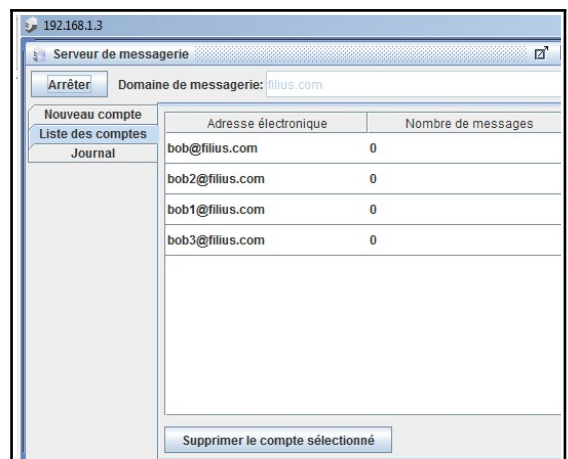 192.168.1.3
Serveur de messagerie
Arrêter Domaine de messagerie: filius.com
Nouveau compte
Liste des comptes
Journal
Adresse électronique Nombre de messages
bob@filius.com 0
bob2@filius.com 0
bob1@filius.com 0
bob3@filius.com 0
Supprimer le compte sélectionné